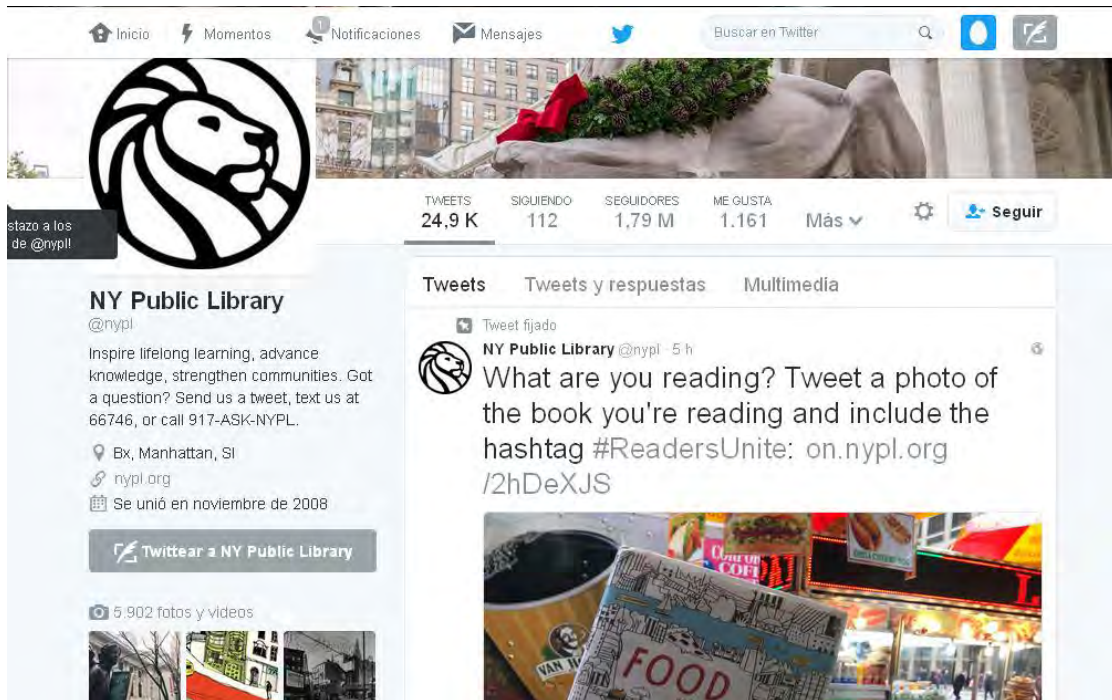 Inicio Momentos 1 Notificaciones Mensajes Buscar en Twitter
TWEETS SIGUIENDO SEGUIDORES ME GUSTA
24,9 K 112 1,79 M 1.161 Más Seguir
stazo a los
de @nypl!
NY Public Library
@nypl
Inspire lifelong learning, advance
knowledge, strengthen communities. Got
a question? Send us a tweet, text us at
66746, or call 917-ASK-NYPL.
Bx, Manhattan, SI
nypl.org
Se unió en noviembre de 2008
Twittear a NY Public Library
5.902 fotos y videos
Tweets Tweets y respuestas Multimedia
Tweet fijado
NY Public Library @nypl · 5 h
What are you reading? Tweet a photo of
the book you're reading and include the
hashtag #ReadersUnite: on.nypl.org
/2hDeXJS
FOOD